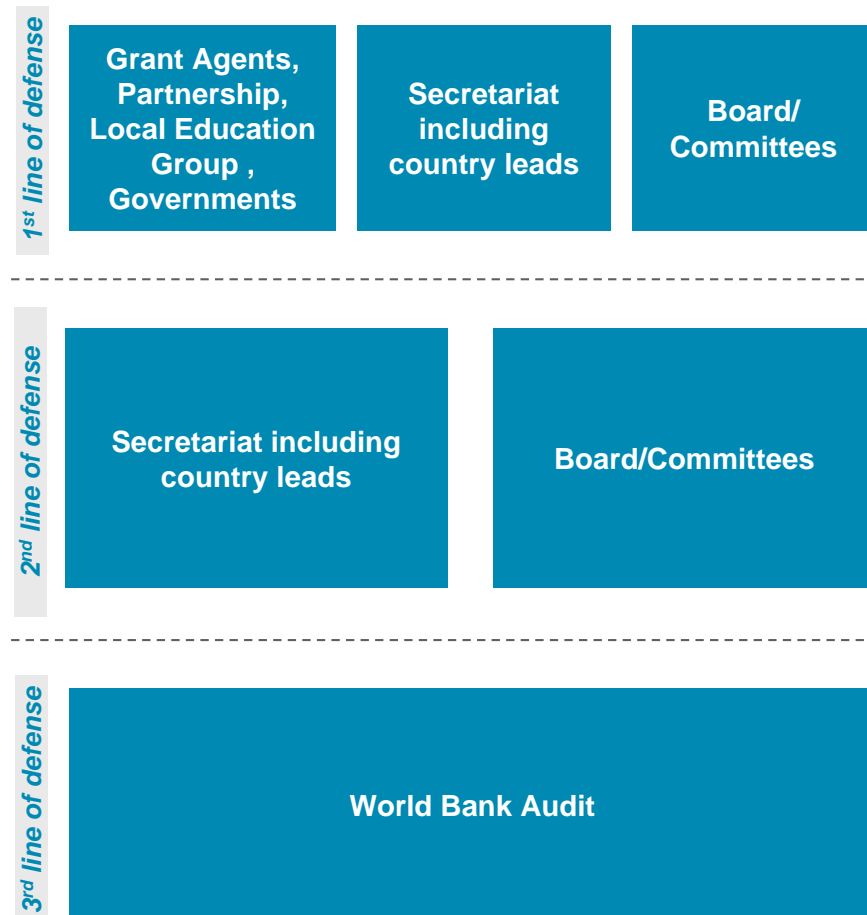 1st line of defense
Grant Agents,
Partnership,
Local Education
Group ,
Governments
Secretariat
including
country leads
Board/
Committees
2nd line of defense
Secretariat including
country leads
Board/Committees
3rd line of defense
World Bank Audit